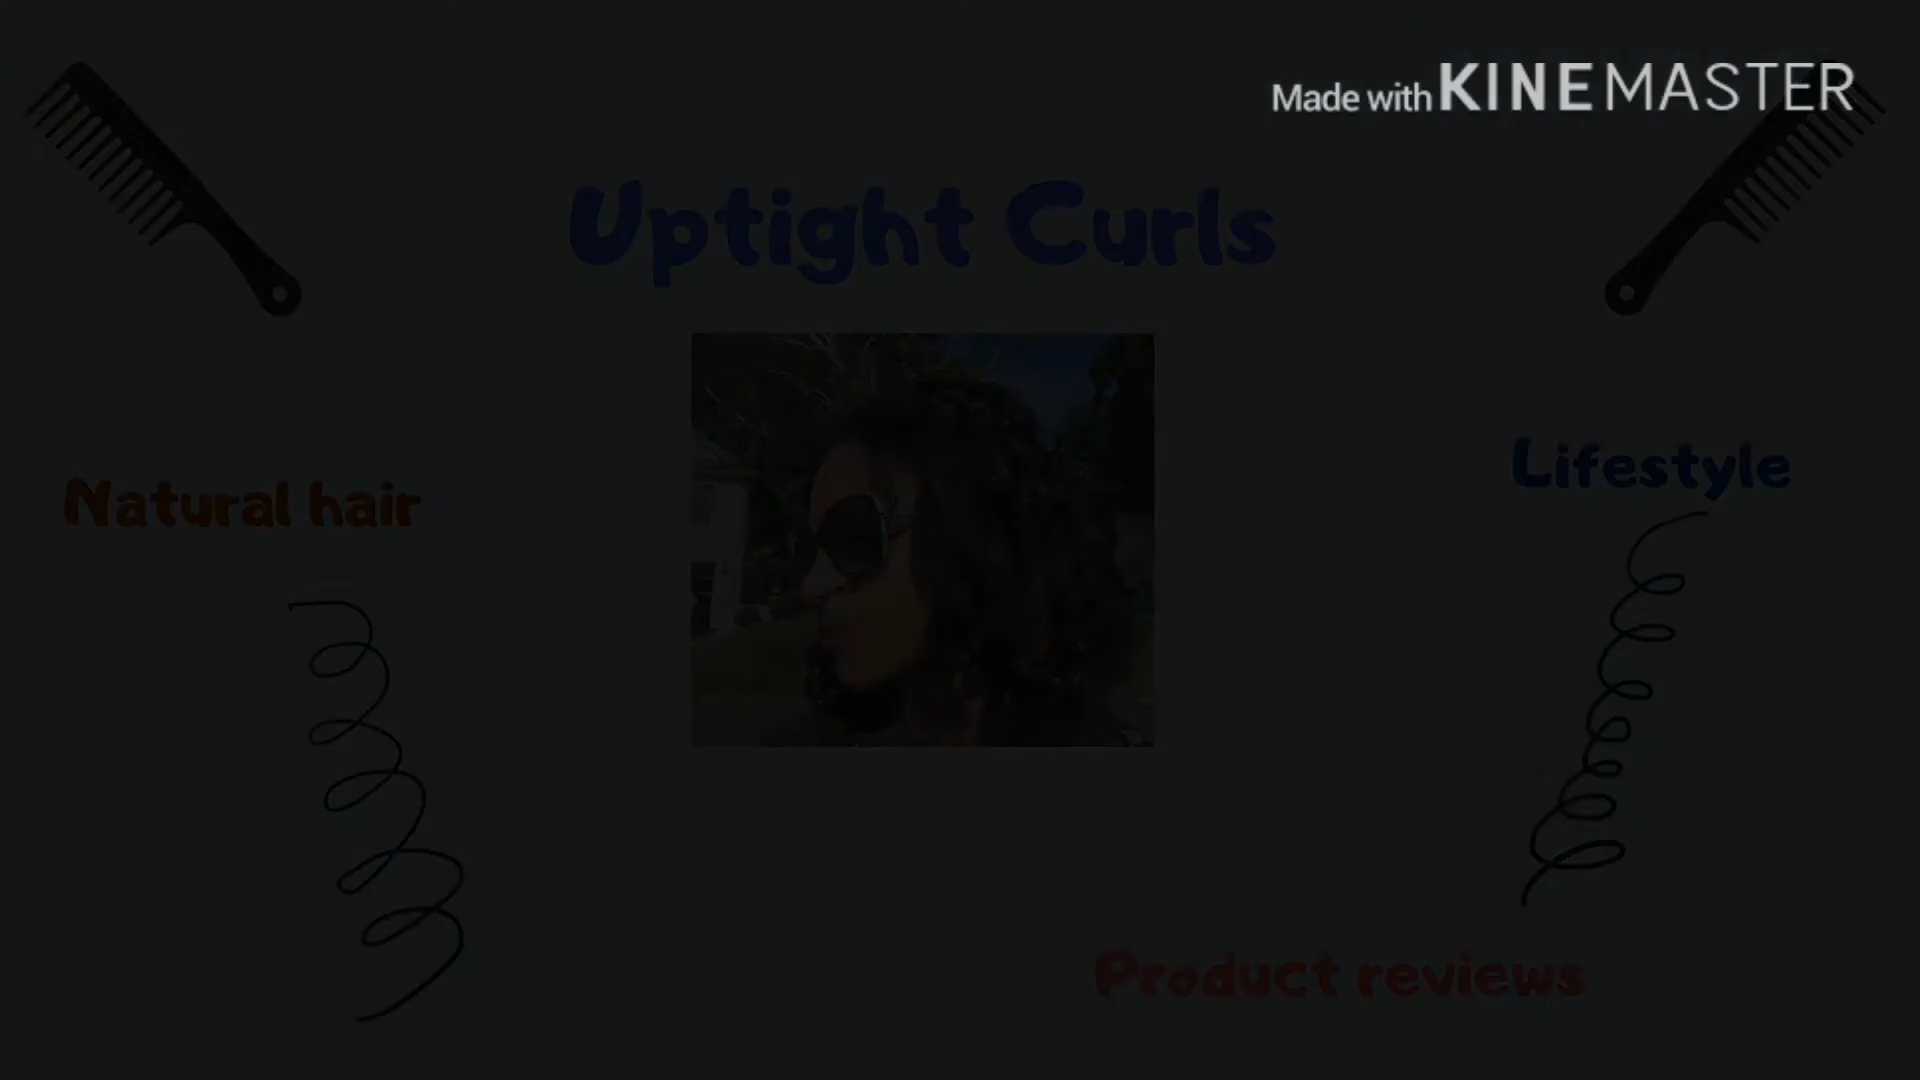 Made with KINEMASTER
Uptight Curls
Natural hair
Lifestyle
Product reviews